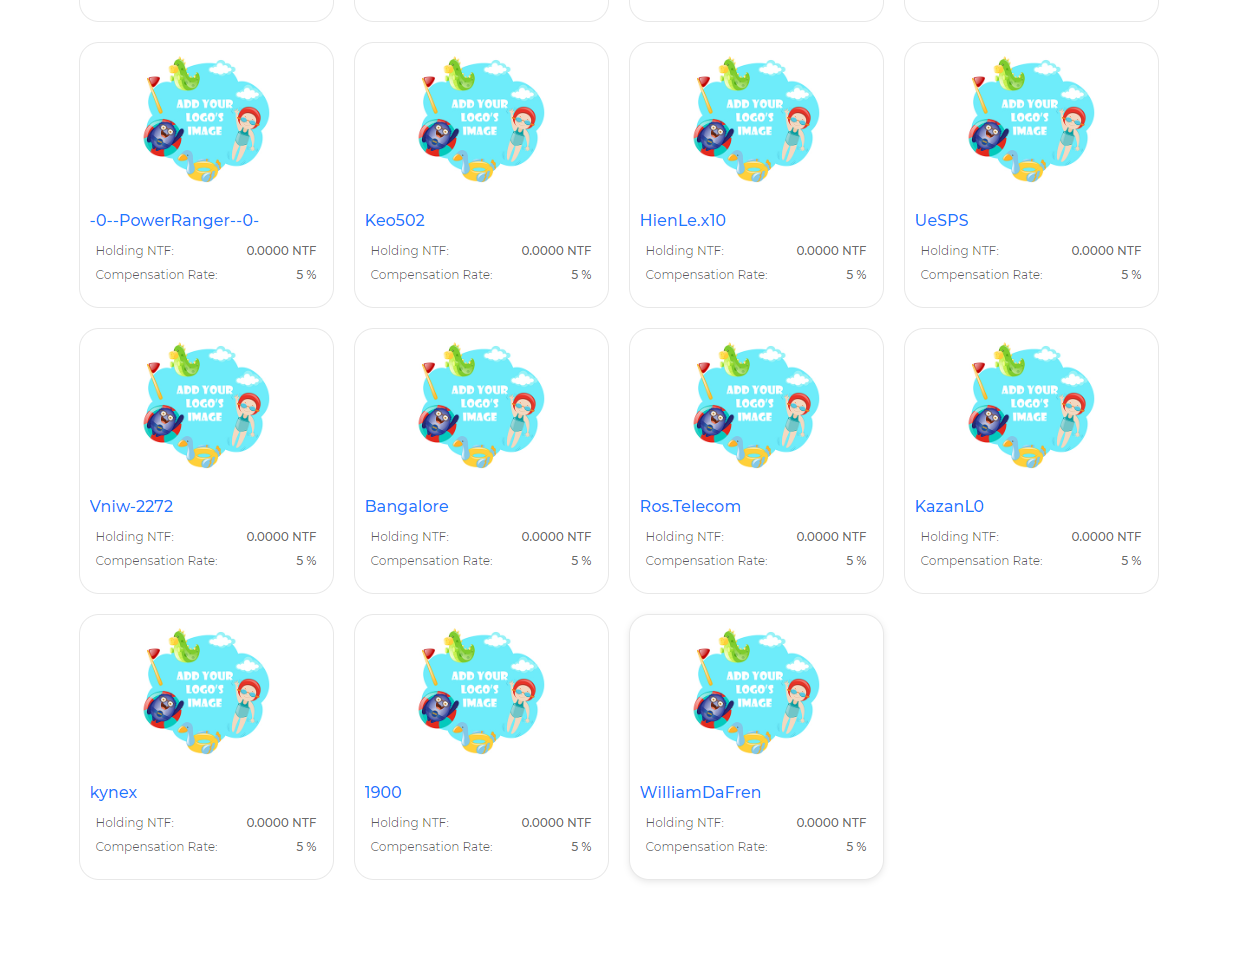 ADD YOUR
LOGO'S
IMAGE
-0--PowerRanger--0-
Holding NTF: 0.0000 NTF
Compensation Rate: 5 %
ADD YOUR
LOGO'S
IMAGE
Keo502
Holding NTF: 0.0000 NTF
Compensation Rate: 5 %
ADD YOUR
LOGO'S
IMAGE
HienLe.x10
Holding NTF: 0.0000 NTF
Compensation Rate: 5 %
ADD YOUR
LOGO'S
IMAGE
UeSPS
Holding NTF: 0.0000 NTF
Compensation Rate: 5 %
ADD YOUR
LOGO'S
IMAGE
Vniw-2272
Holding NTF: 0.0000 NTF
Compensation Rate: 5 %
ADD YOUR
LOGO'S
IMAGE
Bangalore
Holding NTF: 0.0000 NTF
Compensation Rate: 5 %
ADD YOUR
LOGO'S
IMAGE
Ros.Telecom
Holding NTF: 0.0000 NTF
Compensation Rate: 5 %
ADD YOUR
LOGO'S
IMAGE
KazanL0
Holding NTF: 0.0000 NTF
Compensation Rate: 5 %
ADD YOUR
LOGO'S
IMAGE
kynex
Holding NTF: 0.0000 NTF
Compensation Rate: 5 %
ADD YOUR
LOGO'S
IMAGE
1900
Holding NTF: 0.0000 NTF
Compensation Rate: 5 %
ADD YOUR
LOGO'S
IMAGE
WilliamDaFren
Holding NTF: 0.0000 NTF
Compensation Rate: 5 %